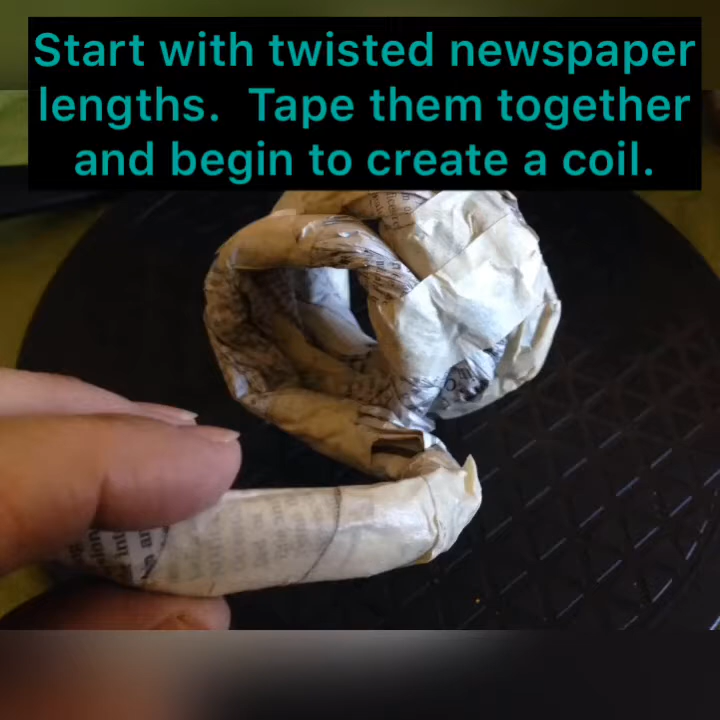 Start with twisted newspaper
lengths.  Tape them together
and begin to create a coil.